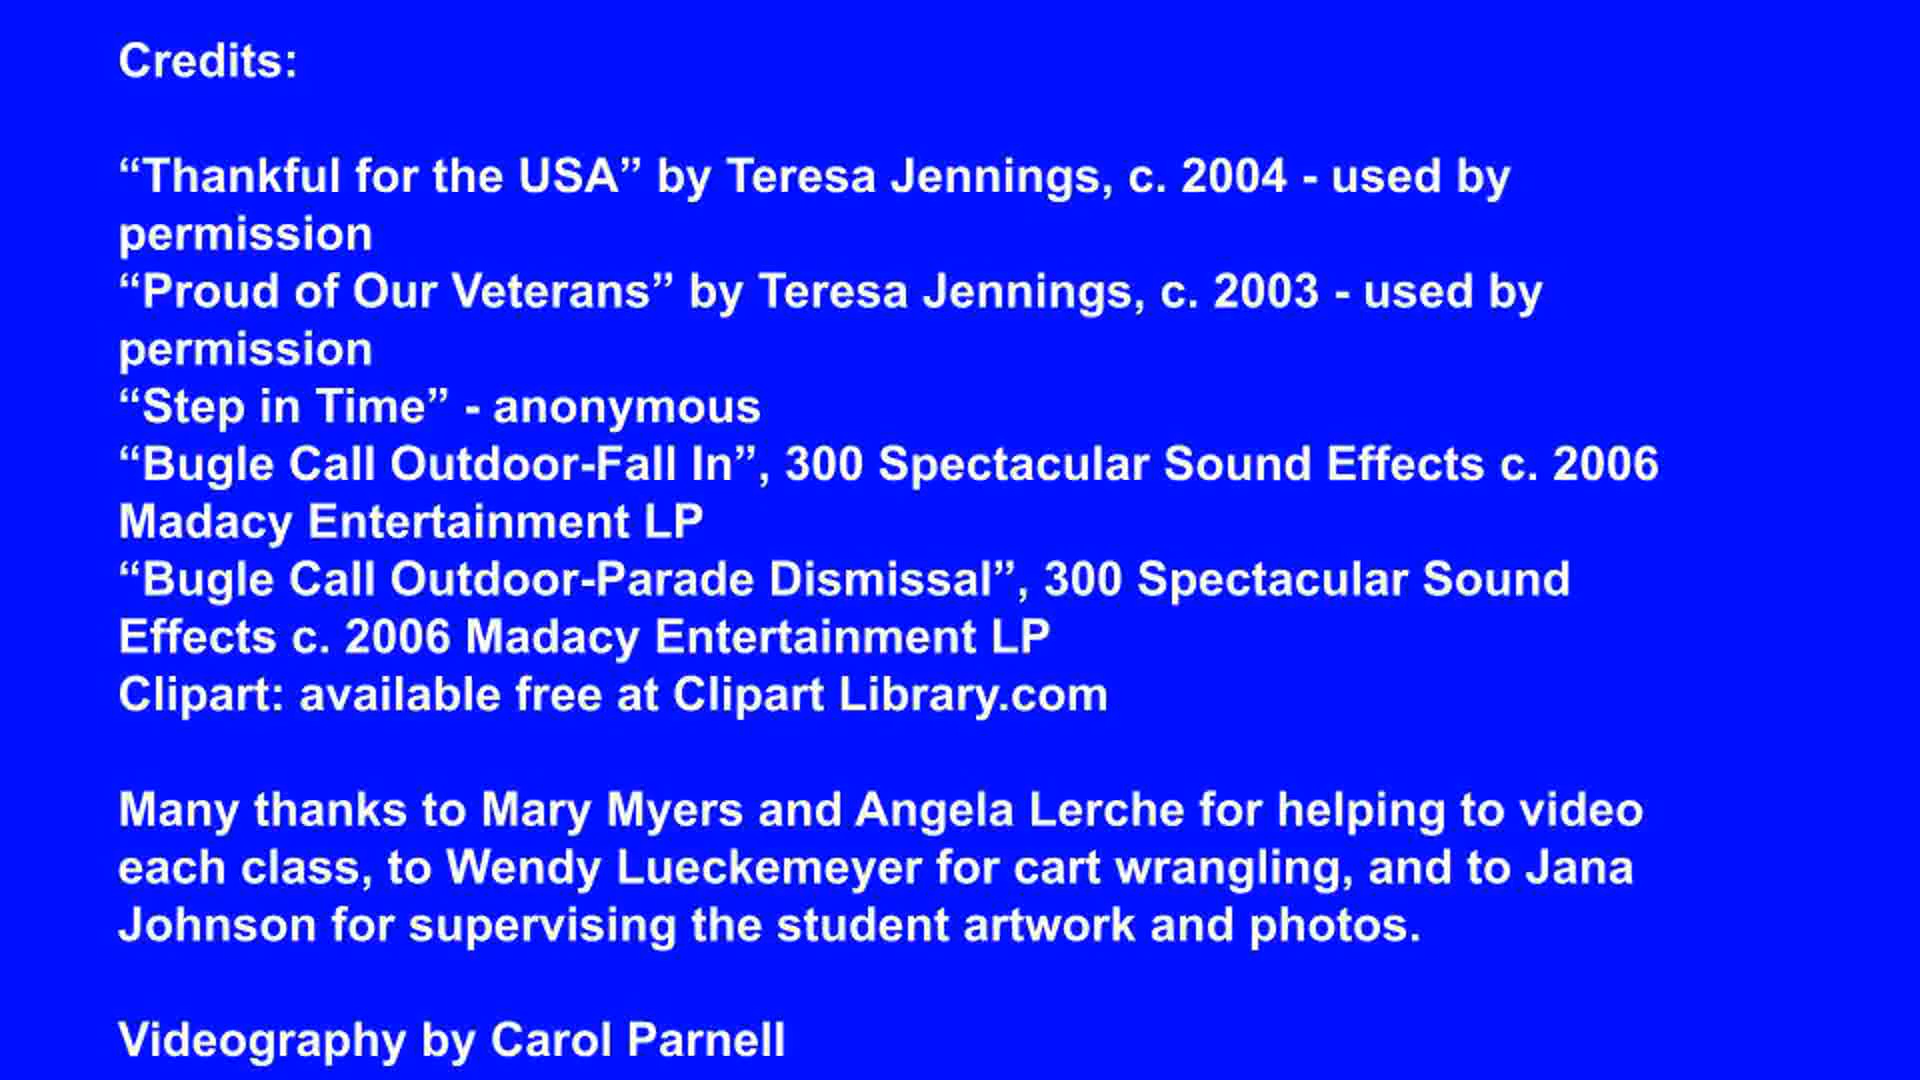 Credits:
“Thankful for the USA” by Teresa Jennings, c. 2004 - used by
permission
“Proud of Our Veterans” by Teresa Jennings, c. 2003 - used by
permission
“Step in Time” - anonymous
“Bugle Call Outdoor-Fall In”, 300 Spectacular Sound Effects c. 2006
Madacy Entertainment LP
“Bugle Call Outdoor-Parade Dismissal”, 300 Spectacular Sound
Effects c. 2006 Madacy Entertainment LP
Clipart: available free at Clipart Library.com
Many thanks to Mary Myers and Angela Lerche for helping to video
each class, to Wendy Lueckemeyer for cart wrangling, and to Jana
Johnson for supervising the student artwork and photos.
Videography by Carol Parnell